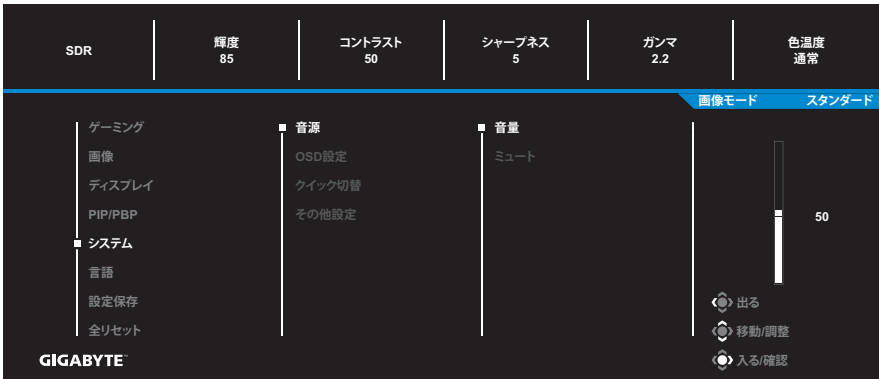 SDR
輝度
85
コントラスト
50
シャープネス
5
ガンマ
2.2
色温度
通常
画像モード スタンダード
ゲーミング
画像
ディスプレイ
PIP/PBP
システム
言語
設定保存
全リセット
音源
OSD設定
クイック切替
その他設定
音量
ミュート
50
出る
移動/調整
入る/確認
GIGABYTE™